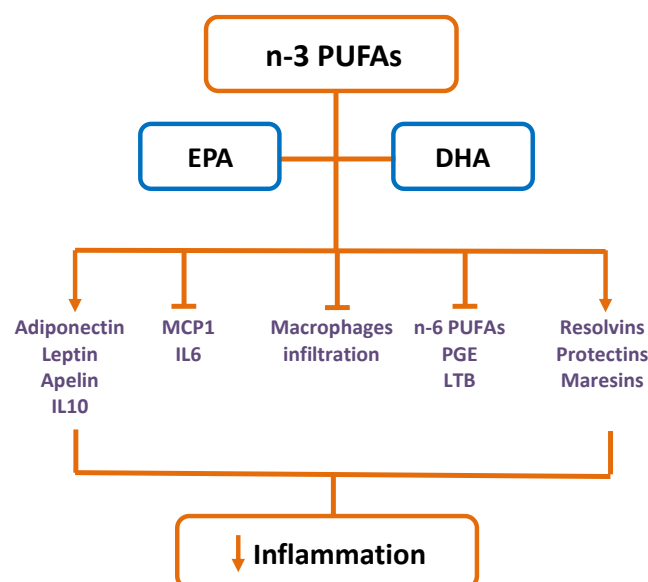 n-3 PUFAs
EPA
DHA
Adiponectin
Leptin
Apelin
IL10
MCP1
IL6
Macrophages
infiltration
n-6 PUFAs
PGE
LTB
Resolvins
Protectins
Maresins
↓ Inflammation